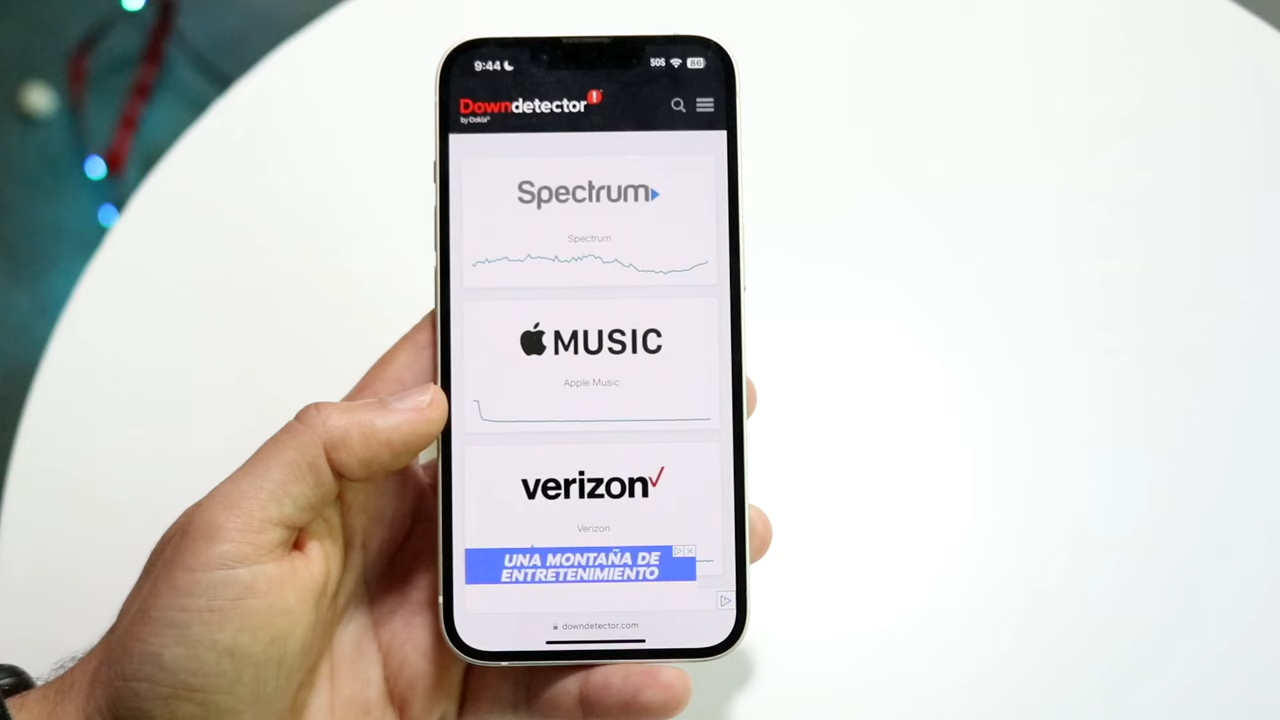 9:44
SOS
86
Downdetector
by Ookla
Spectrum
Spectrum
MUSIC
Apple Music
verizon
Verizon
UNA MONTAÑA DE
ENTRETENIMIENTO
downdetector.com